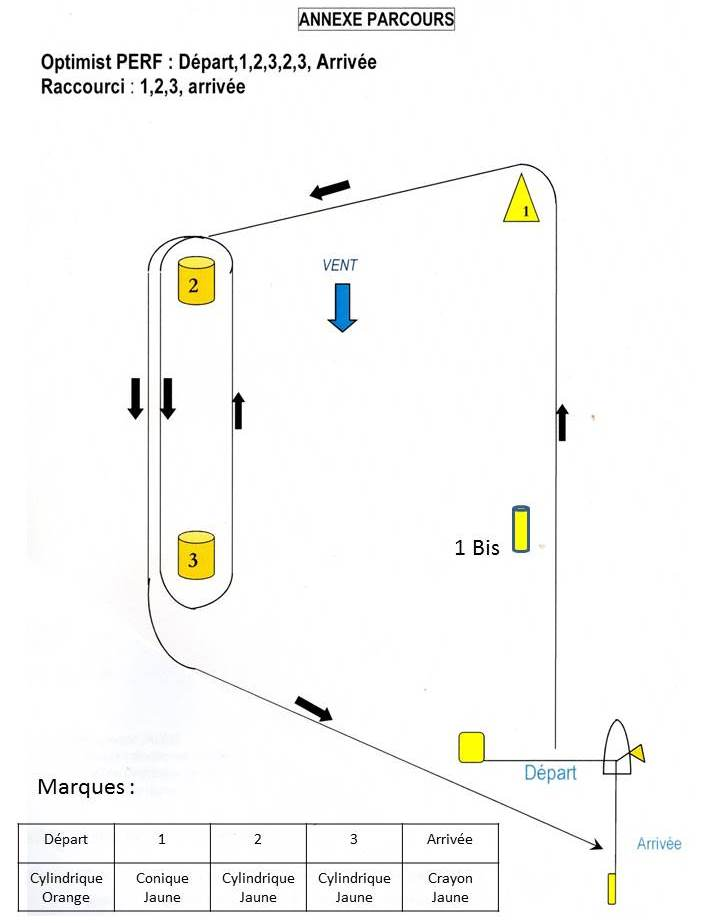 ANNEXE PARCOURS
Optimist PERF : Départ,1,2,3,2,3, Arrivée
Raccourci : 1,2,3, arrivée
1
VENT
2
3
1 Bis
Départ
Marques :
Arrivée
Départ 1 2 3 Arrivée
Cylindrique Conique Cylindrique Cylindrique Crayon
Orange Jaune Jaune Jaune Jaune